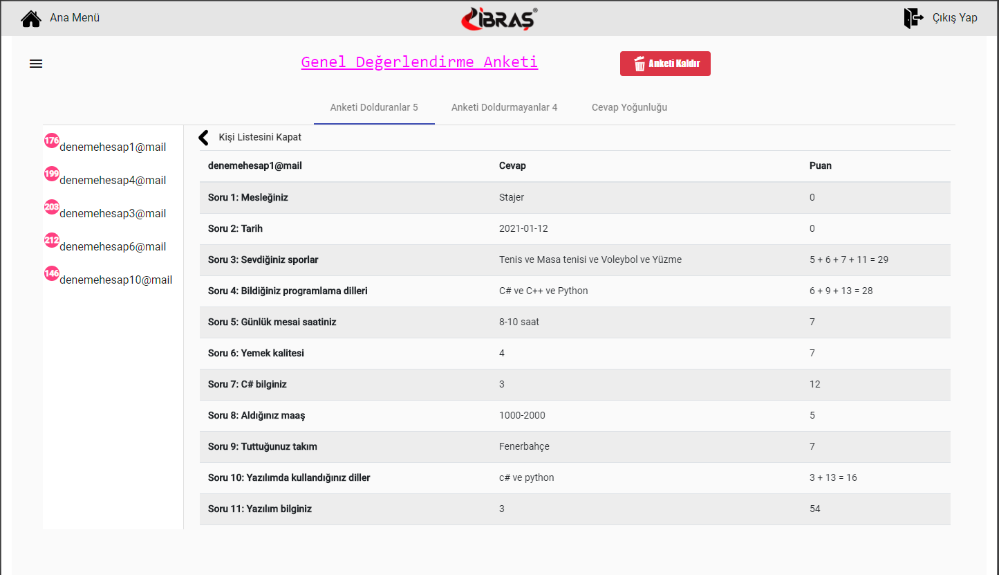 Ana Menü
İBRAŞ®
Çıkış Yap
Genel Değerlendirme Anketi
Anketi Kaldır
Anketi Dolduranlar 5
Anketi Doldurmayanlar 4
Cevap Yoğunluğu
176 denemehesap1@mail
199 denemehesap4@mail
203 denemehesap3@mail
212 denemehesap6@mail
146 denemehesap10@mail
Kişi Listesini Kapat
denemehesap1@mail Cevap Puan
Soru 1: Mesleğiniz Stajer 0
Soru 2: Tarih 2021-01-12 0
Soru 3: Sevdiğiniz sporlar Tenis ve Masa tenisi ve Voleybol ve Yüzme 5 + 6 + 7 + 11 = 29
Soru 4: Bildiğiniz programlama dilleri C# ve C++ ve Python 6 + 9 + 13 = 28
Soru 5: Günlük mesai saatiniz 8-10 saat 7
Soru 6: Yemek kalitesi 4 7
Soru 7: C# bilginiz 3 12
Soru 8: Aldığınız maaş 1000-2000 5
Soru 9: Tuttuğunuz takım Fenerbahçe 7
Soru 10: Yazılımda kullandığınız diller c# ve python 3 + 13 = 16
Soru 11: Yazılım bilginiz 3 54